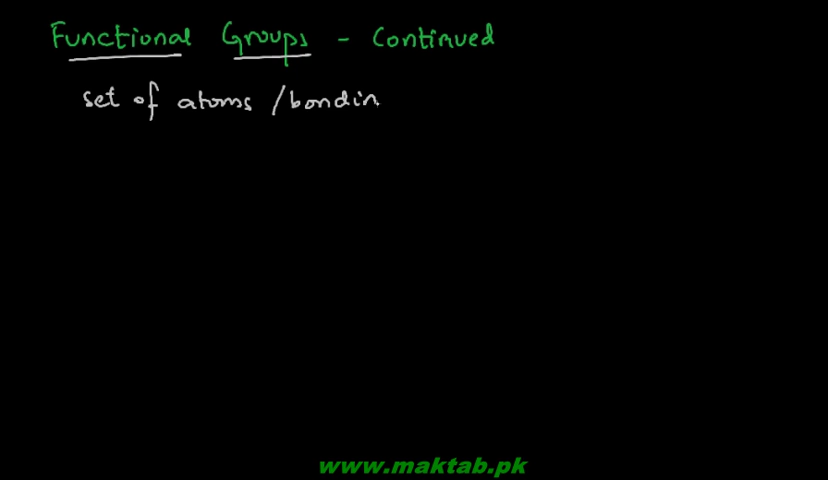 Functional Groups - Continued
set of atoms /bondin
www.maktab.pk